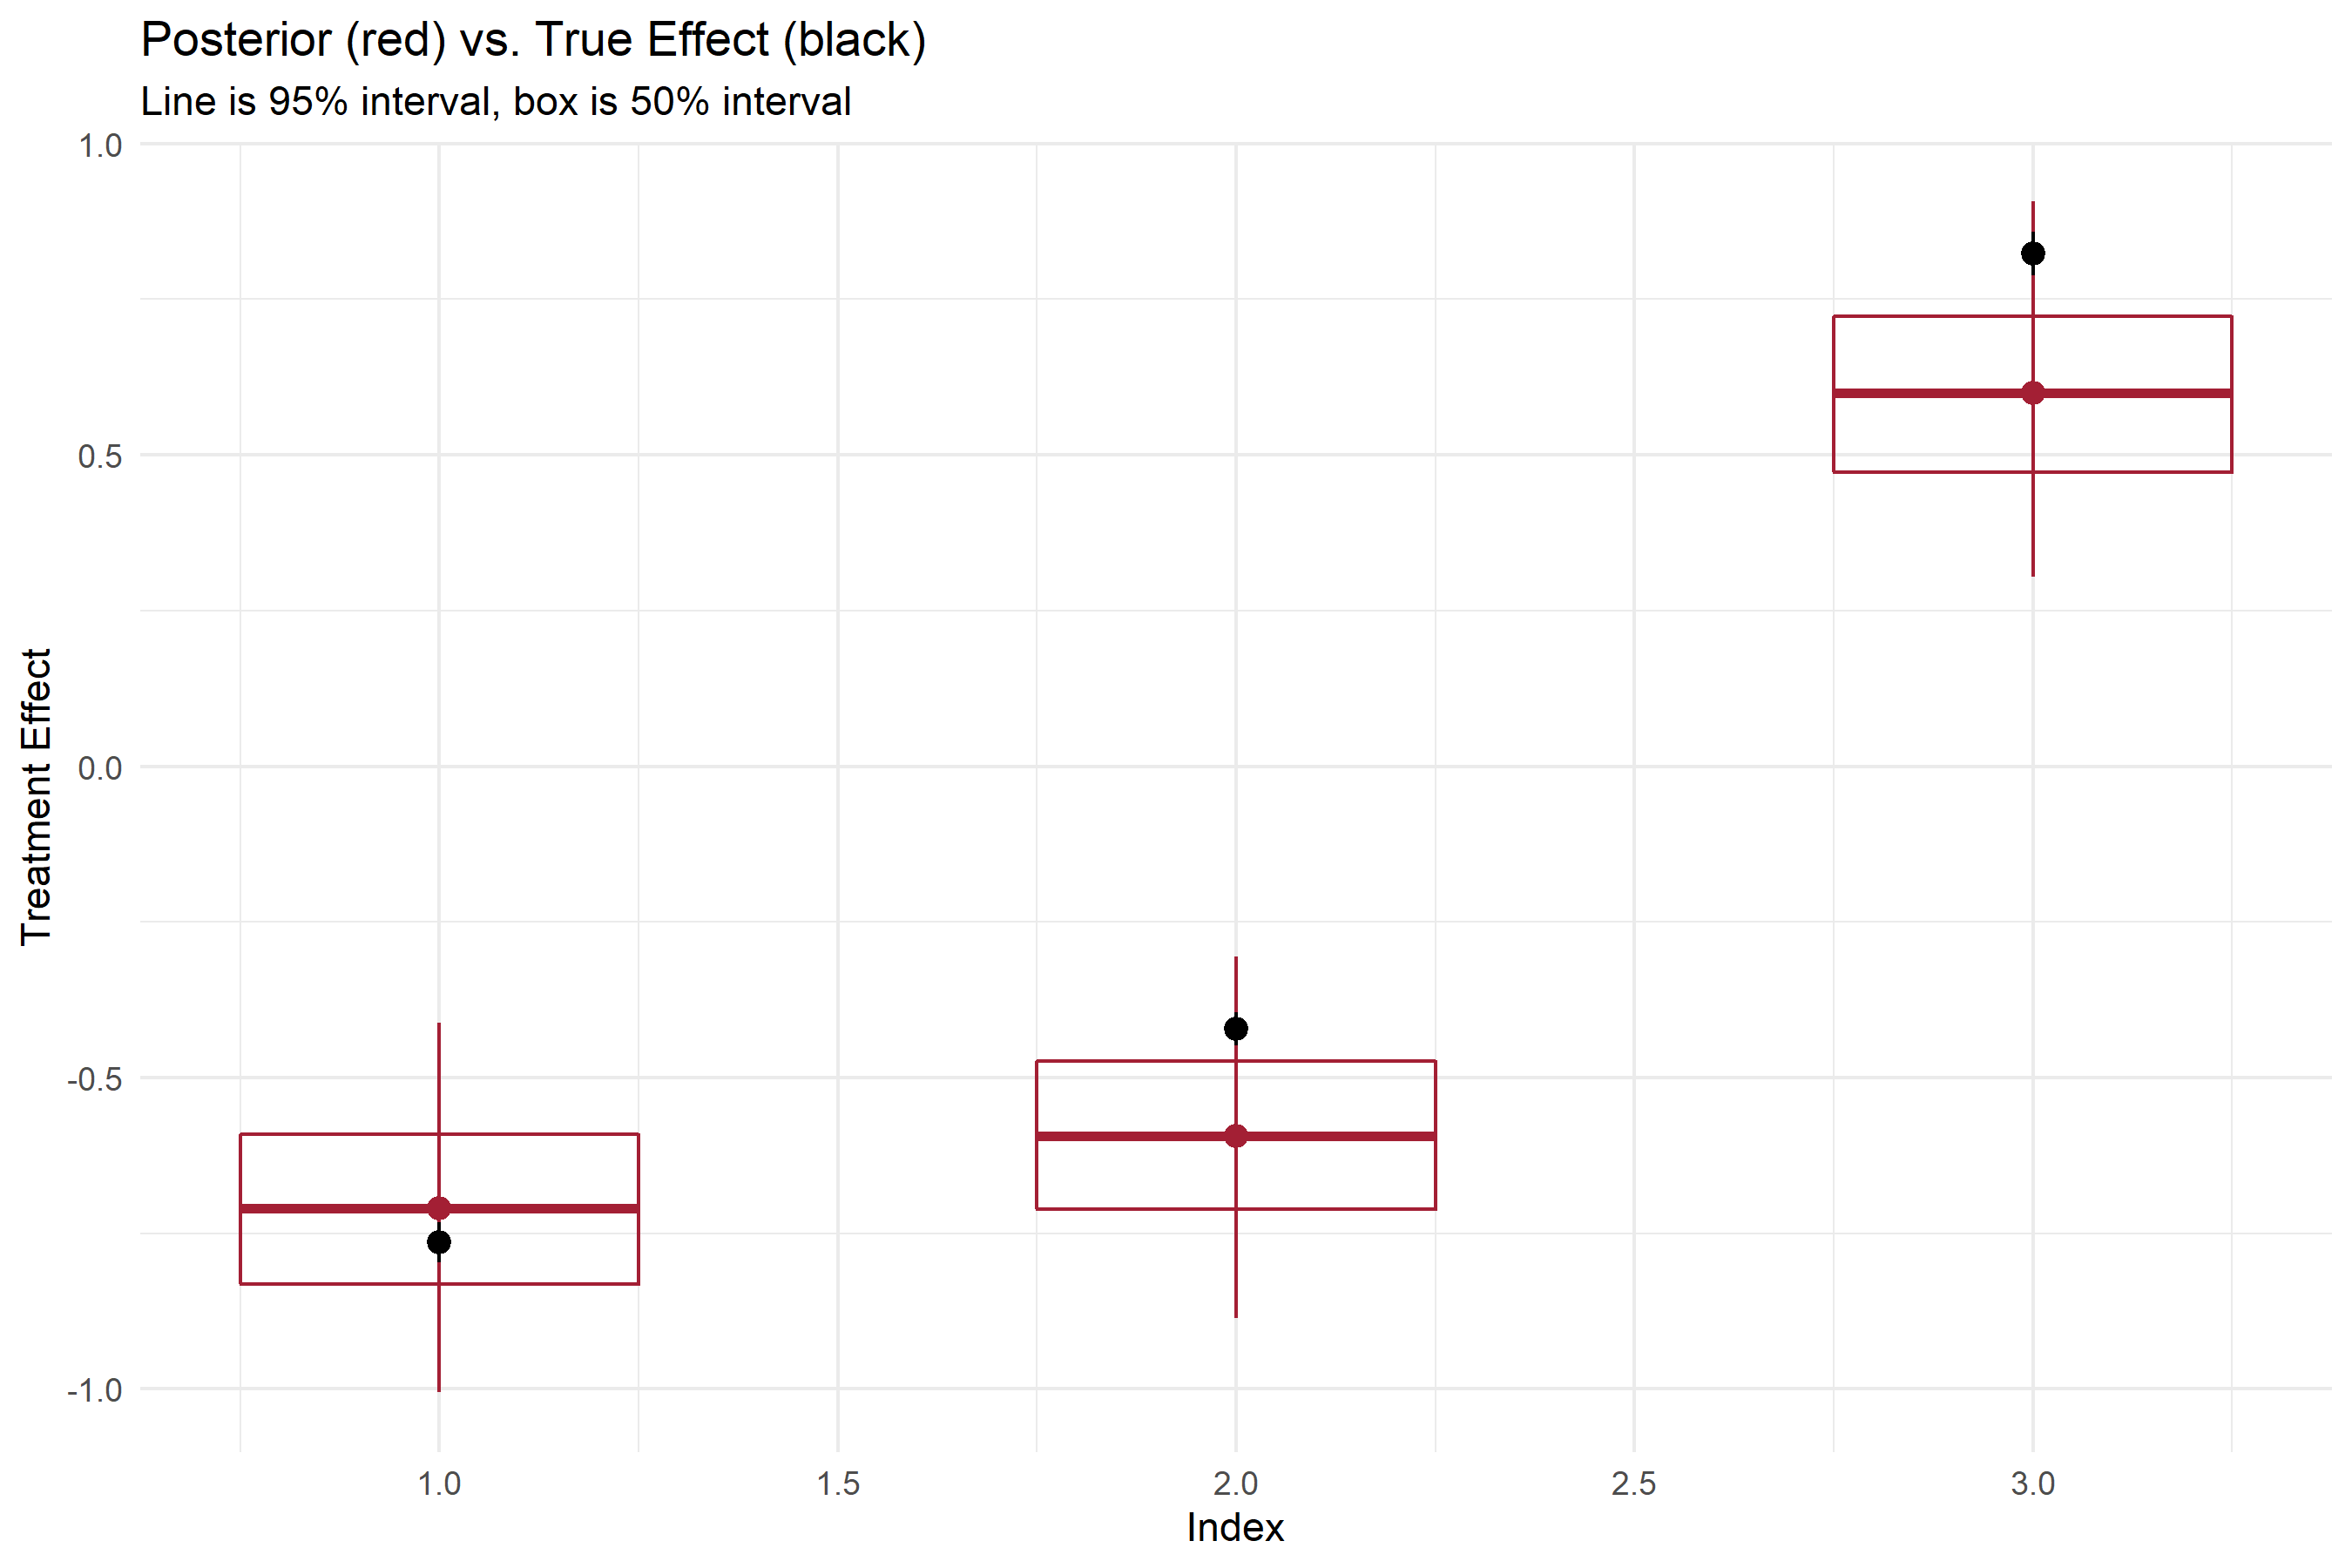 Posterior (red) vs. True Effect (black)
Line is 95% interval, box is 50% interval
1.0
0.5
0.0
-0.5
-1.0
Treatment Effect
1.0 1.5 2.0 2.5 3.0
Index